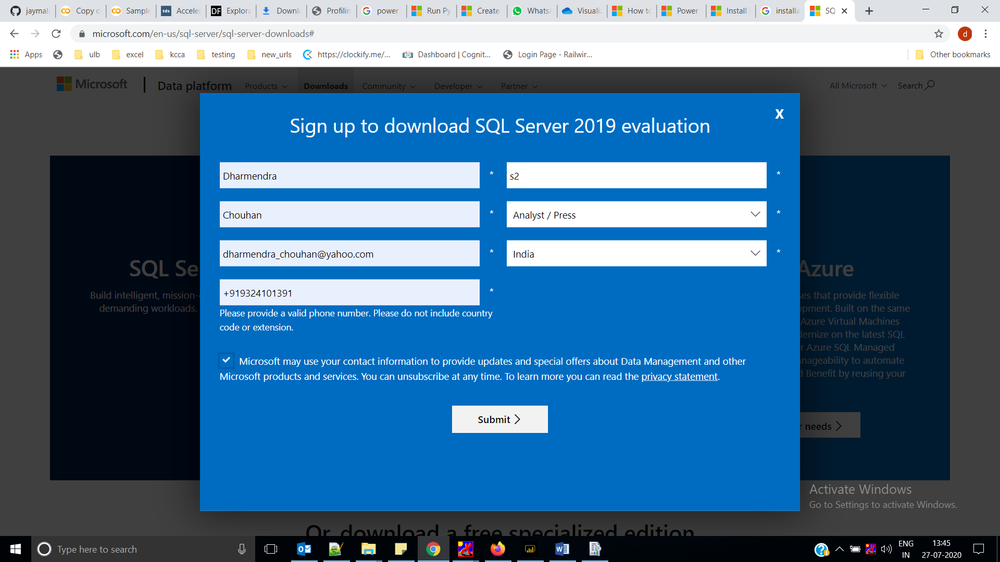 jaymala
Copy o
Sample
tds Acceler
DF Explora
Downlo
Profilin
power
Run Py
Create
WhatsA
Visualiz
How to
Power
Install
installa
SQ
microsoft.com/en-us/sql-server/sql-server-downloads#
d
Apps ulb excel kcca testing new_urls https://clockify.me/... Dashboard | Cognit... Login Page - Railwir... Other bookmarks
Microsoft Data platform Products Downloads Community Developer Partner All Microsoft Search
X
Sign up to download SQL Server 2019 evaluation
Dharmendra * s2 *
Chouhan * Analyst / Press *
dharmendra_chouhan@yahoo.com * India *
+919324101391 *
Please provide a valid phone number. Please do not include country
code or extension.
Microsoft may use your contact information to provide updates and special offers about Data Management and other
Microsoft products and services. You can unsubscribe at any time. To learn more you can read the privacy statement.
Submit
SQL Se
Build intelligent, mission-
demanding workloads.
Azure
ses that provide flexible
opment. Built on the same
Azure Virtual Machines
dernize on the latest SQL
r Azure SQL Managed
nageability to automate
d Benefit by reusing your
r needs
Activate Windows
Go to Settings to activate Windows.
Or, download a free specialized edition
Type here to search
ENG
IN
13:45
27-07-2020